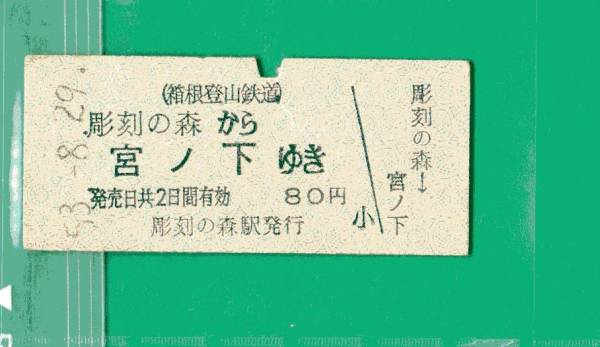 53.-8.29.
(箱根登山鉄道)
彫刻の森 から
宮ノ下 ゆき
発売日共2日間有効 80円
彫刻の森駅発行
小
彫刻の森→
宮ノ下